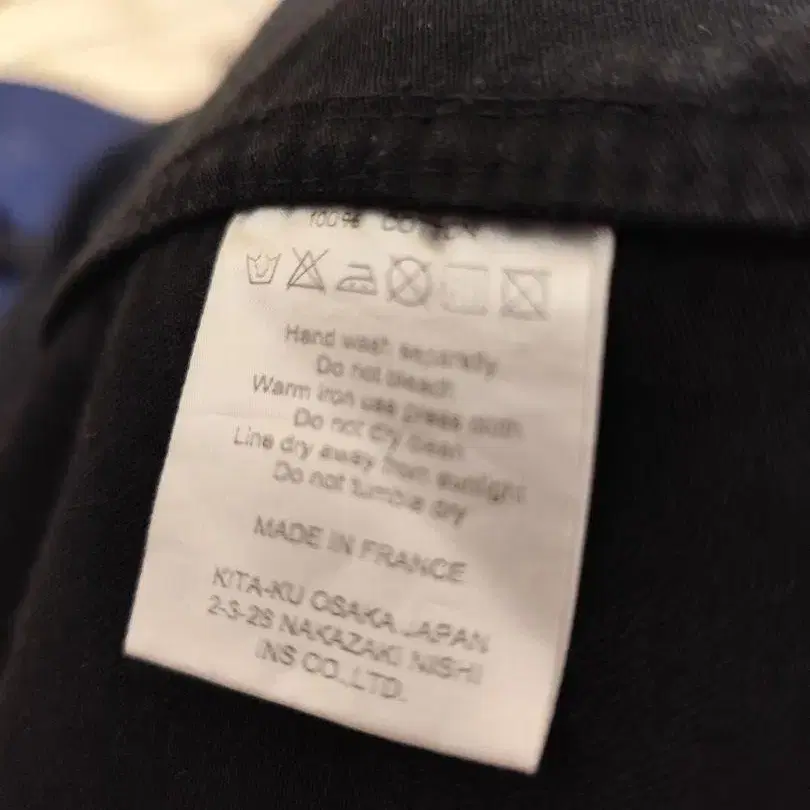 100% COTTON
Hand wash separately
Do not bleach
Warm iron use press cloth
Do not dry clean
Line dry away from sunlight
Do not tumble dry
MADE IN FRANCE
KITA-KU OSAKA JAPAN
2-3-26 NAKAZAKI NISHI
INS CO.,LTD.